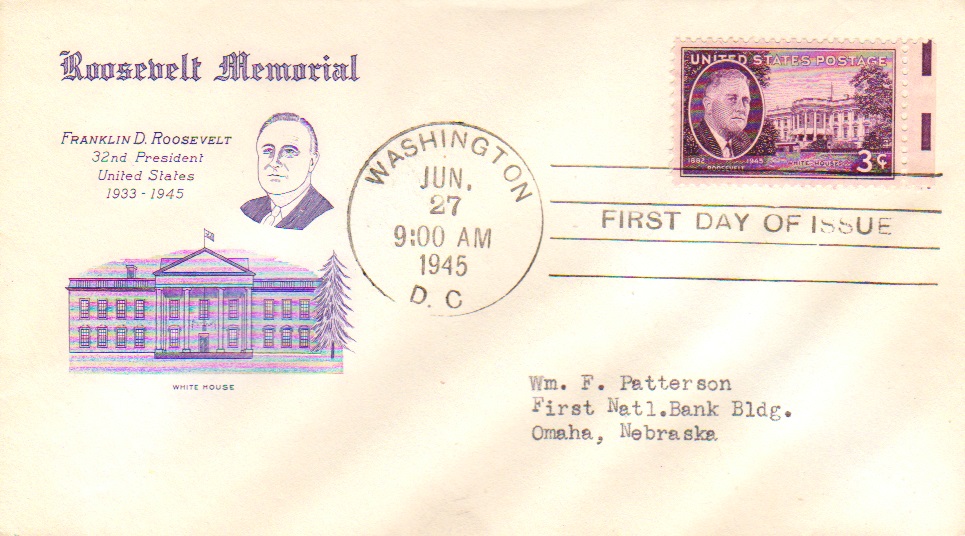 Roosevelt Memorial
FRANKLIN D. ROOSEVELT
32nd President
United States
1933 - 1945
WHITE HOUSE
WASHINGTON
JUN.
27
9:00 AM
1945
D. C
UNITED STATES POSTAGE
1882 1945
ROOSEVELT
WHITE HOUSE
3¢
FIRST DAY OF ISSUE
Wm. F. Patterson
First Natl.Bank Bldg.
Omaha, Nebraska